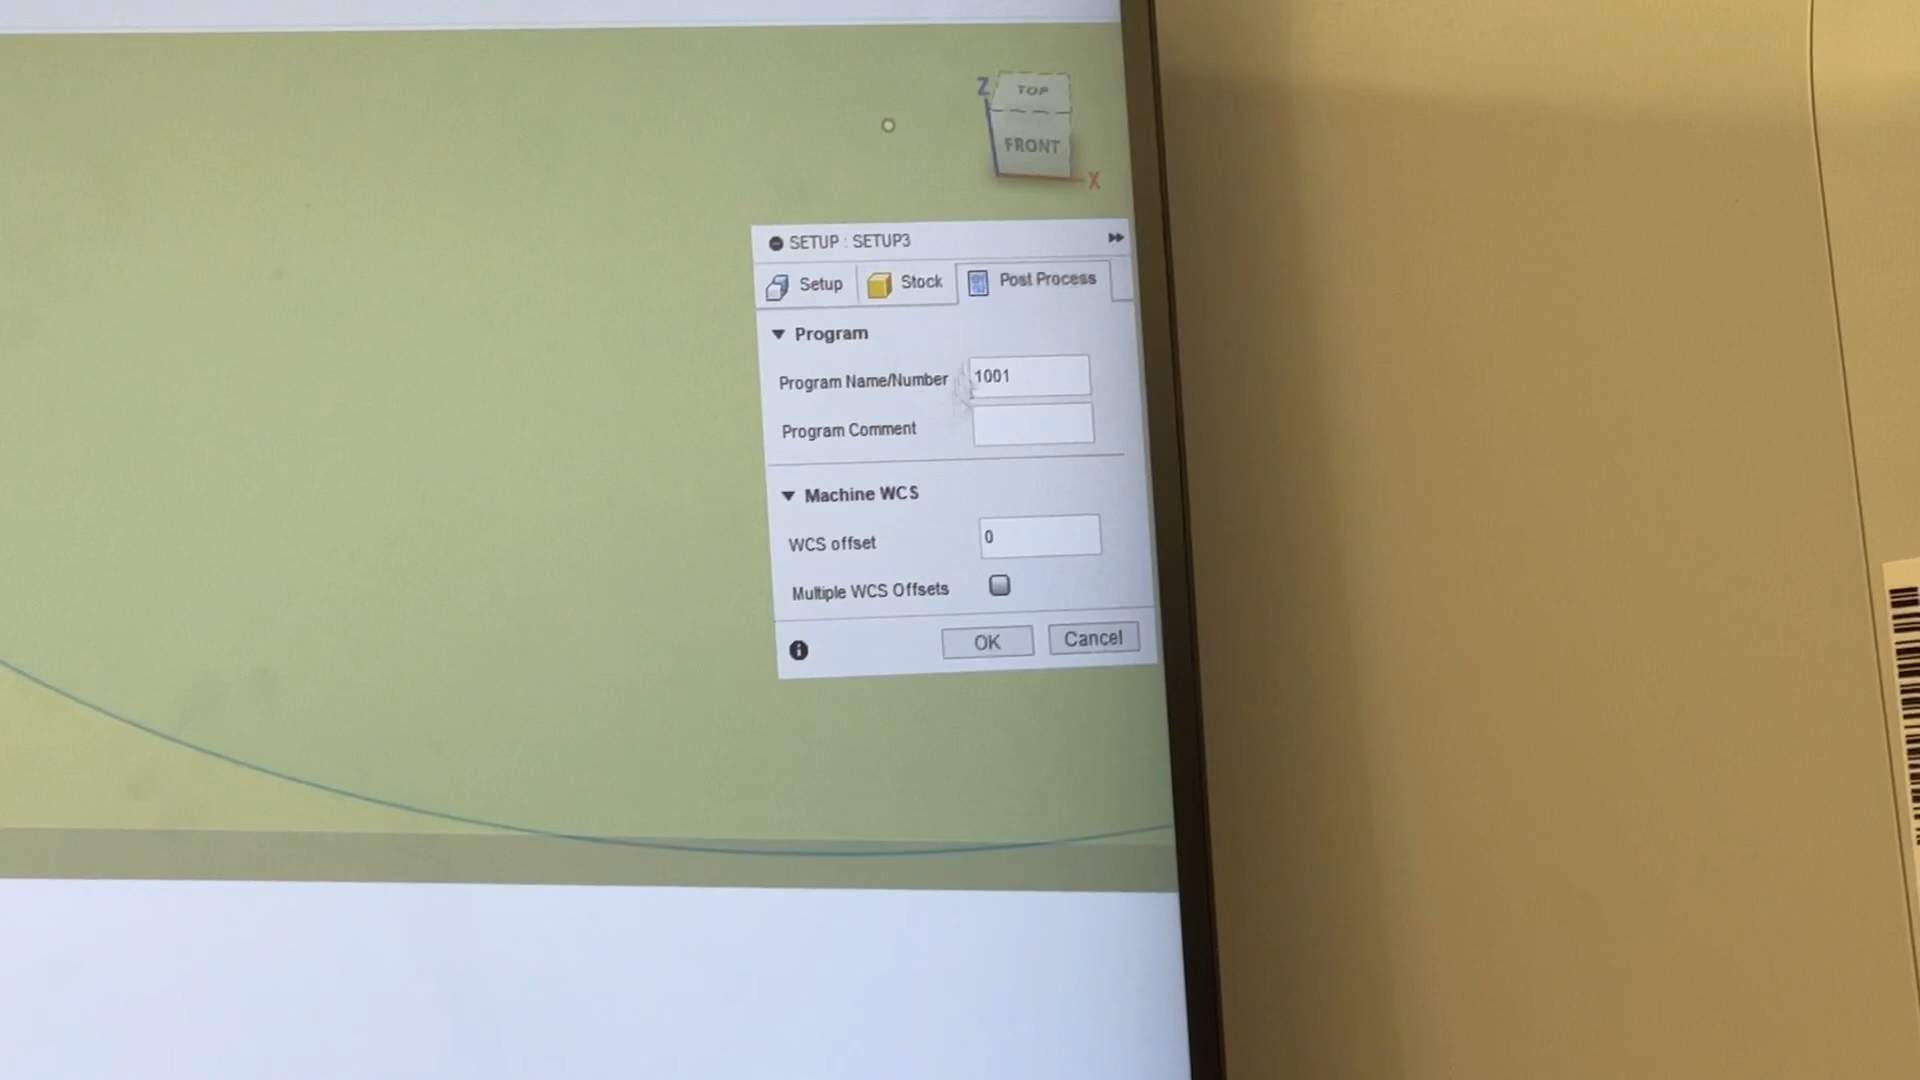 Z
TOP
FRONT
X
SETUP : SETUP3
Setup
Stock
Post Process
Program
Program Name/Number 1001
Program Comment
Machine WCS
WCS offset 0
Multiple WCS Offsets
OK
Cancel